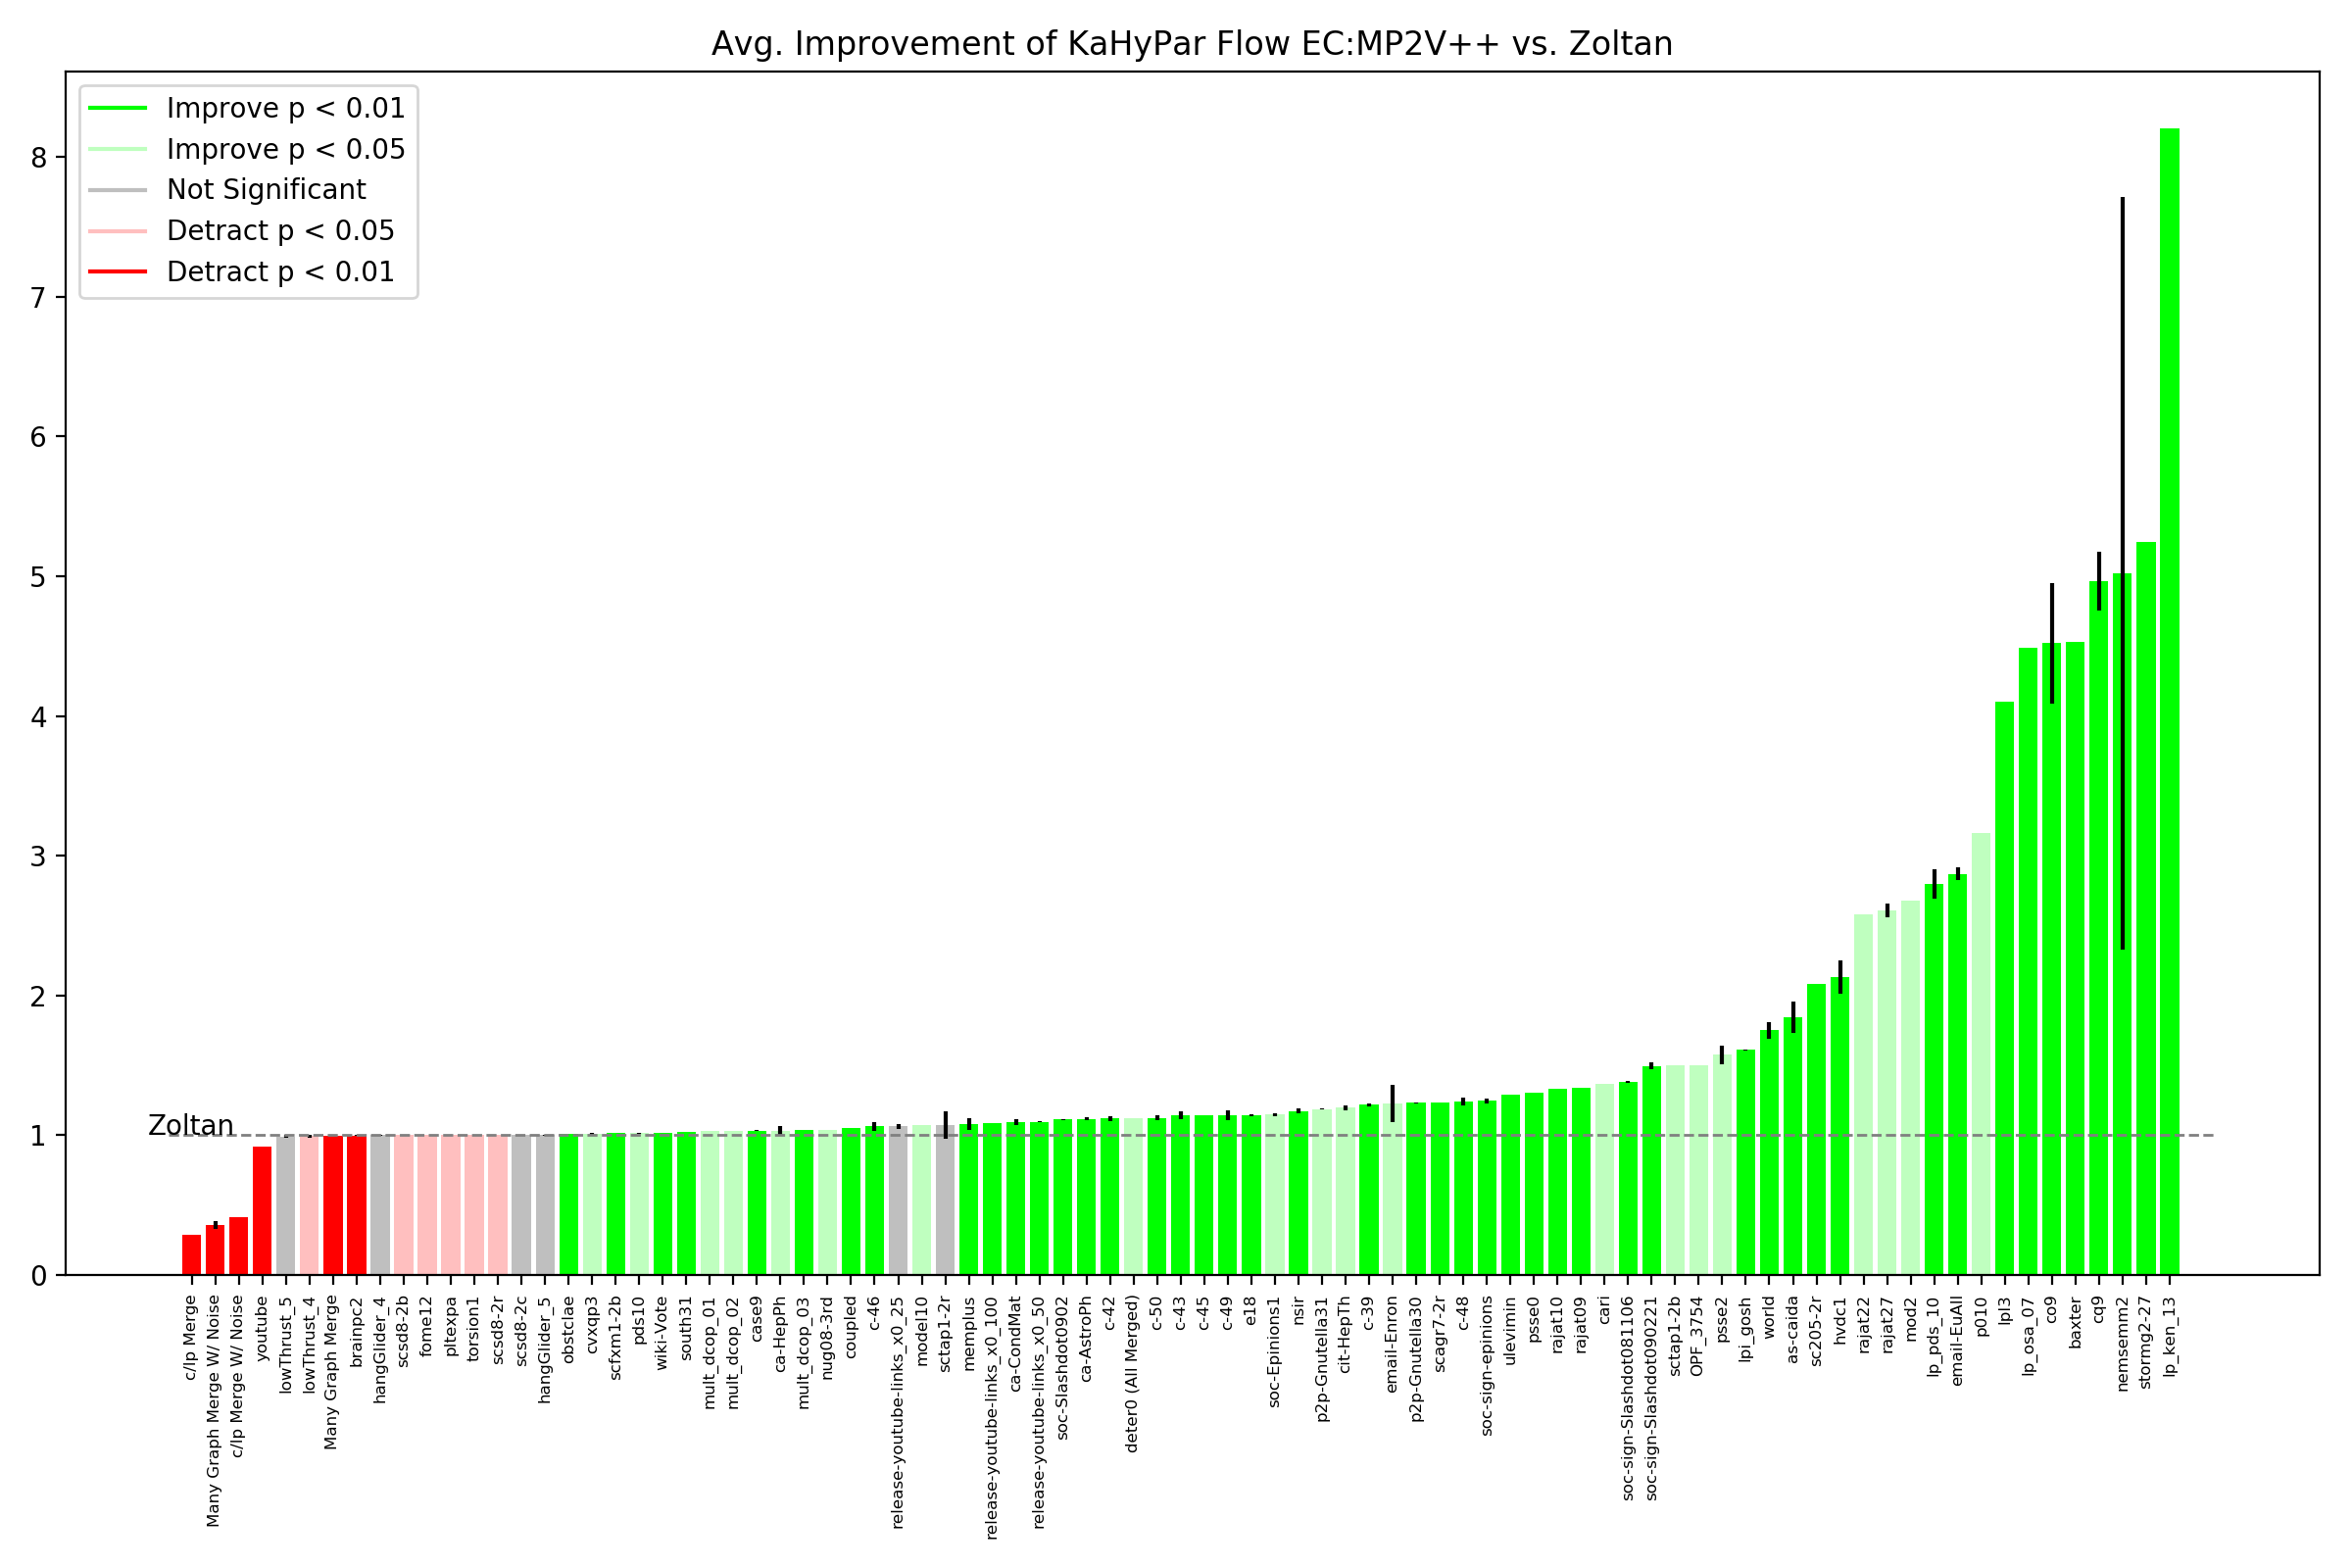 Avg. Improvement of KaHyPar Flow EC:MP2V++ vs. Zoltan
Improve p < 0.01
Improve p < 0.05
Not Significant
Detract p < 0.05
Detract p < 0.01
8
7
6
5
4
3
2
1
0
Zoltan
c/lp Merge
Many Graph Merge W/ Noise
c/lp Merge W/ Noise
youtube
lowThrust_5
lowThrust_4
Many Graph Merge
brainpc2
hangGlider_4
scsd8-2b
fome12
pltexpa
torsion1
scsd8-2r
scsd8-2c
hangGlider_5
obstclae
cvxqp3
scfxm1-2b
pds10
wiki-Vote
south31
mult_dcop_01
mult_dcop_02
case9
ca-HepPh
mult_dcop_03
nug08-3rd
coupled
c-46
release-youtube-links_x0_25
model10
sctap1-2r
memplus
release-youtube-links_x0_100
ca-CondMat
release-youtube-links_x0_50
soc-Slashdot0902
ca-AstroPh
c-42
deter0 (All Merged)
c-50
c-43
c-45
c-49
e18
soc-Epinions1
nsir
p2p-Gnutella31
cit-HepTh
c-39
email-Enron
p2p-Gnutella30
scagr7-2r
c-48
soc-sign-epinions
ulevimin
psse0
rajat10
rajat09
cari
soc-sign-Slashdot081106
soc-sign-Slashdot090221
sctap1-2b
OPF_3754
psse2
lpi_gosh
world
as-caida
sc205-2r
hvdc1
rajat22
rajat27
mod2
lp_pds_10
email-EuAll
p010
lpl3
lp_osa_07
co9
baxter
cq9
nemsemm2
stormg2-27
lp_ken_13